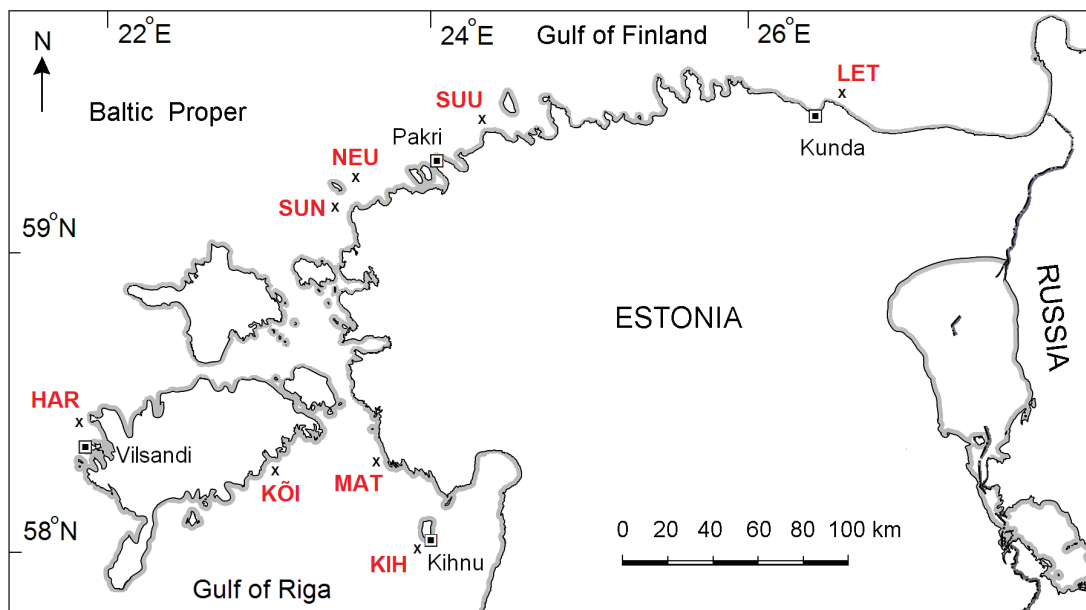 22°E
24°E
26°E
N
Gulf of Finland
Baltic Proper
LET
SUU
Pakri
Kunda
NEU
SUN
59°N
ESTONIA
RUSSIA
HAR
Vilsandi
KÕI
MAT
58°N
KIH
Kihnu
0 20 40 60 80 100 km
Gulf of Riga